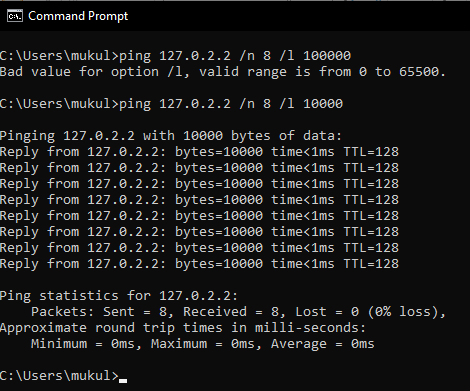 Command Prompt
C:\Users\mukul>ping 127.0.2.2 /n 8 /l 100000
Bad value for option /l, valid range is from 0 to 65500.
C:\Users\mukul>ping 127.0.2.2 /n 8 /l 10000
Pinging 127.0.2.2 with 10000 bytes of data:
Reply from 127.0.2.2: bytes=10000 time<1ms TTL=128
Reply from 127.0.2.2: bytes=10000 time<1ms TTL=128
Reply from 127.0.2.2: bytes=10000 time<1ms TTL=128
Reply from 127.0.2.2: bytes=10000 time<1ms TTL=128
Reply from 127.0.2.2: bytes=10000 time<1ms TTL=128
Reply from 127.0.2.2: bytes=10000 time<1ms TTL=128
Reply from 127.0.2.2: bytes=10000 time<1ms TTL=128
Reply from 127.0.2.2: bytes=10000 time<1ms TTL=128
Ping statistics for 127.0.2.2:
    Packets: Sent = 8, Received = 8, Lost = 0 (0% loss),
Approximate round trip times in milli-seconds:
    Minimum = 0ms, Maximum = 0ms, Average = 0ms
C:\Users\mukul>